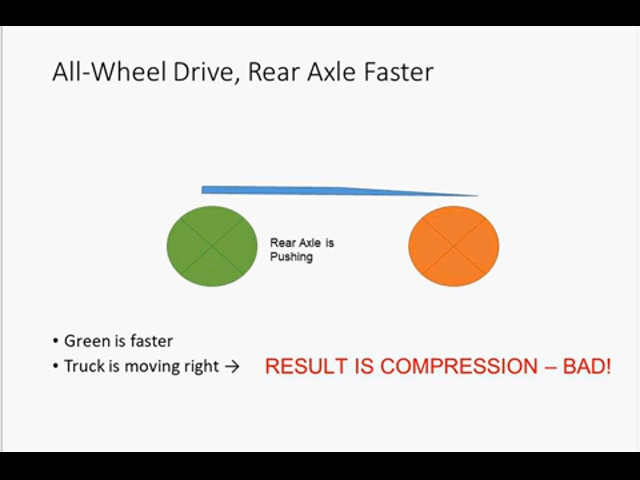 All-Wheel Drive, Rear Axle Faster
Rear Axle is
Pushing
• Green is faster
• Truck is moving right →
RESULT IS COMPRESSION – BAD!